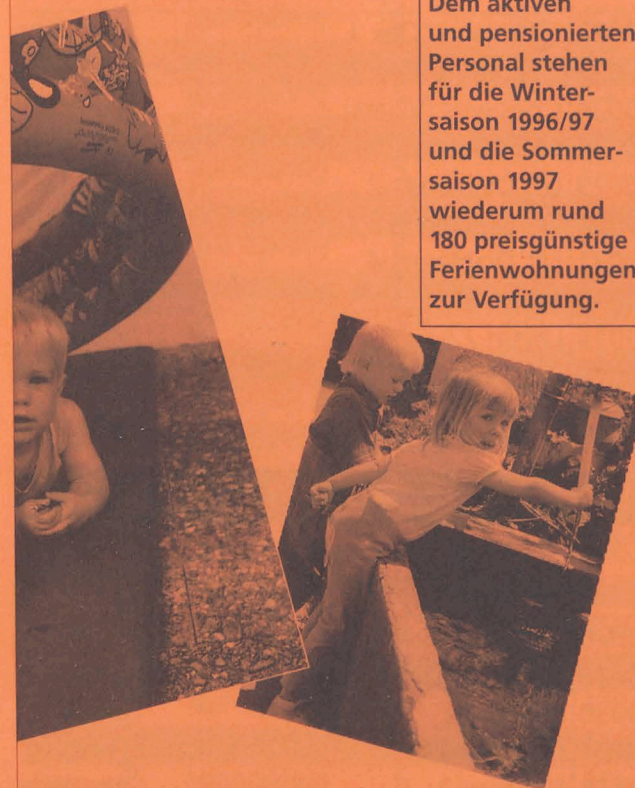 Dem aktiven
und pensionierten
Personal stehen
für die Winter-
saison 1996/97
und die Sommer-
saison 1997
wiederum rund
180 preisgünstige
Ferienwohnungen
zur Verfügung.